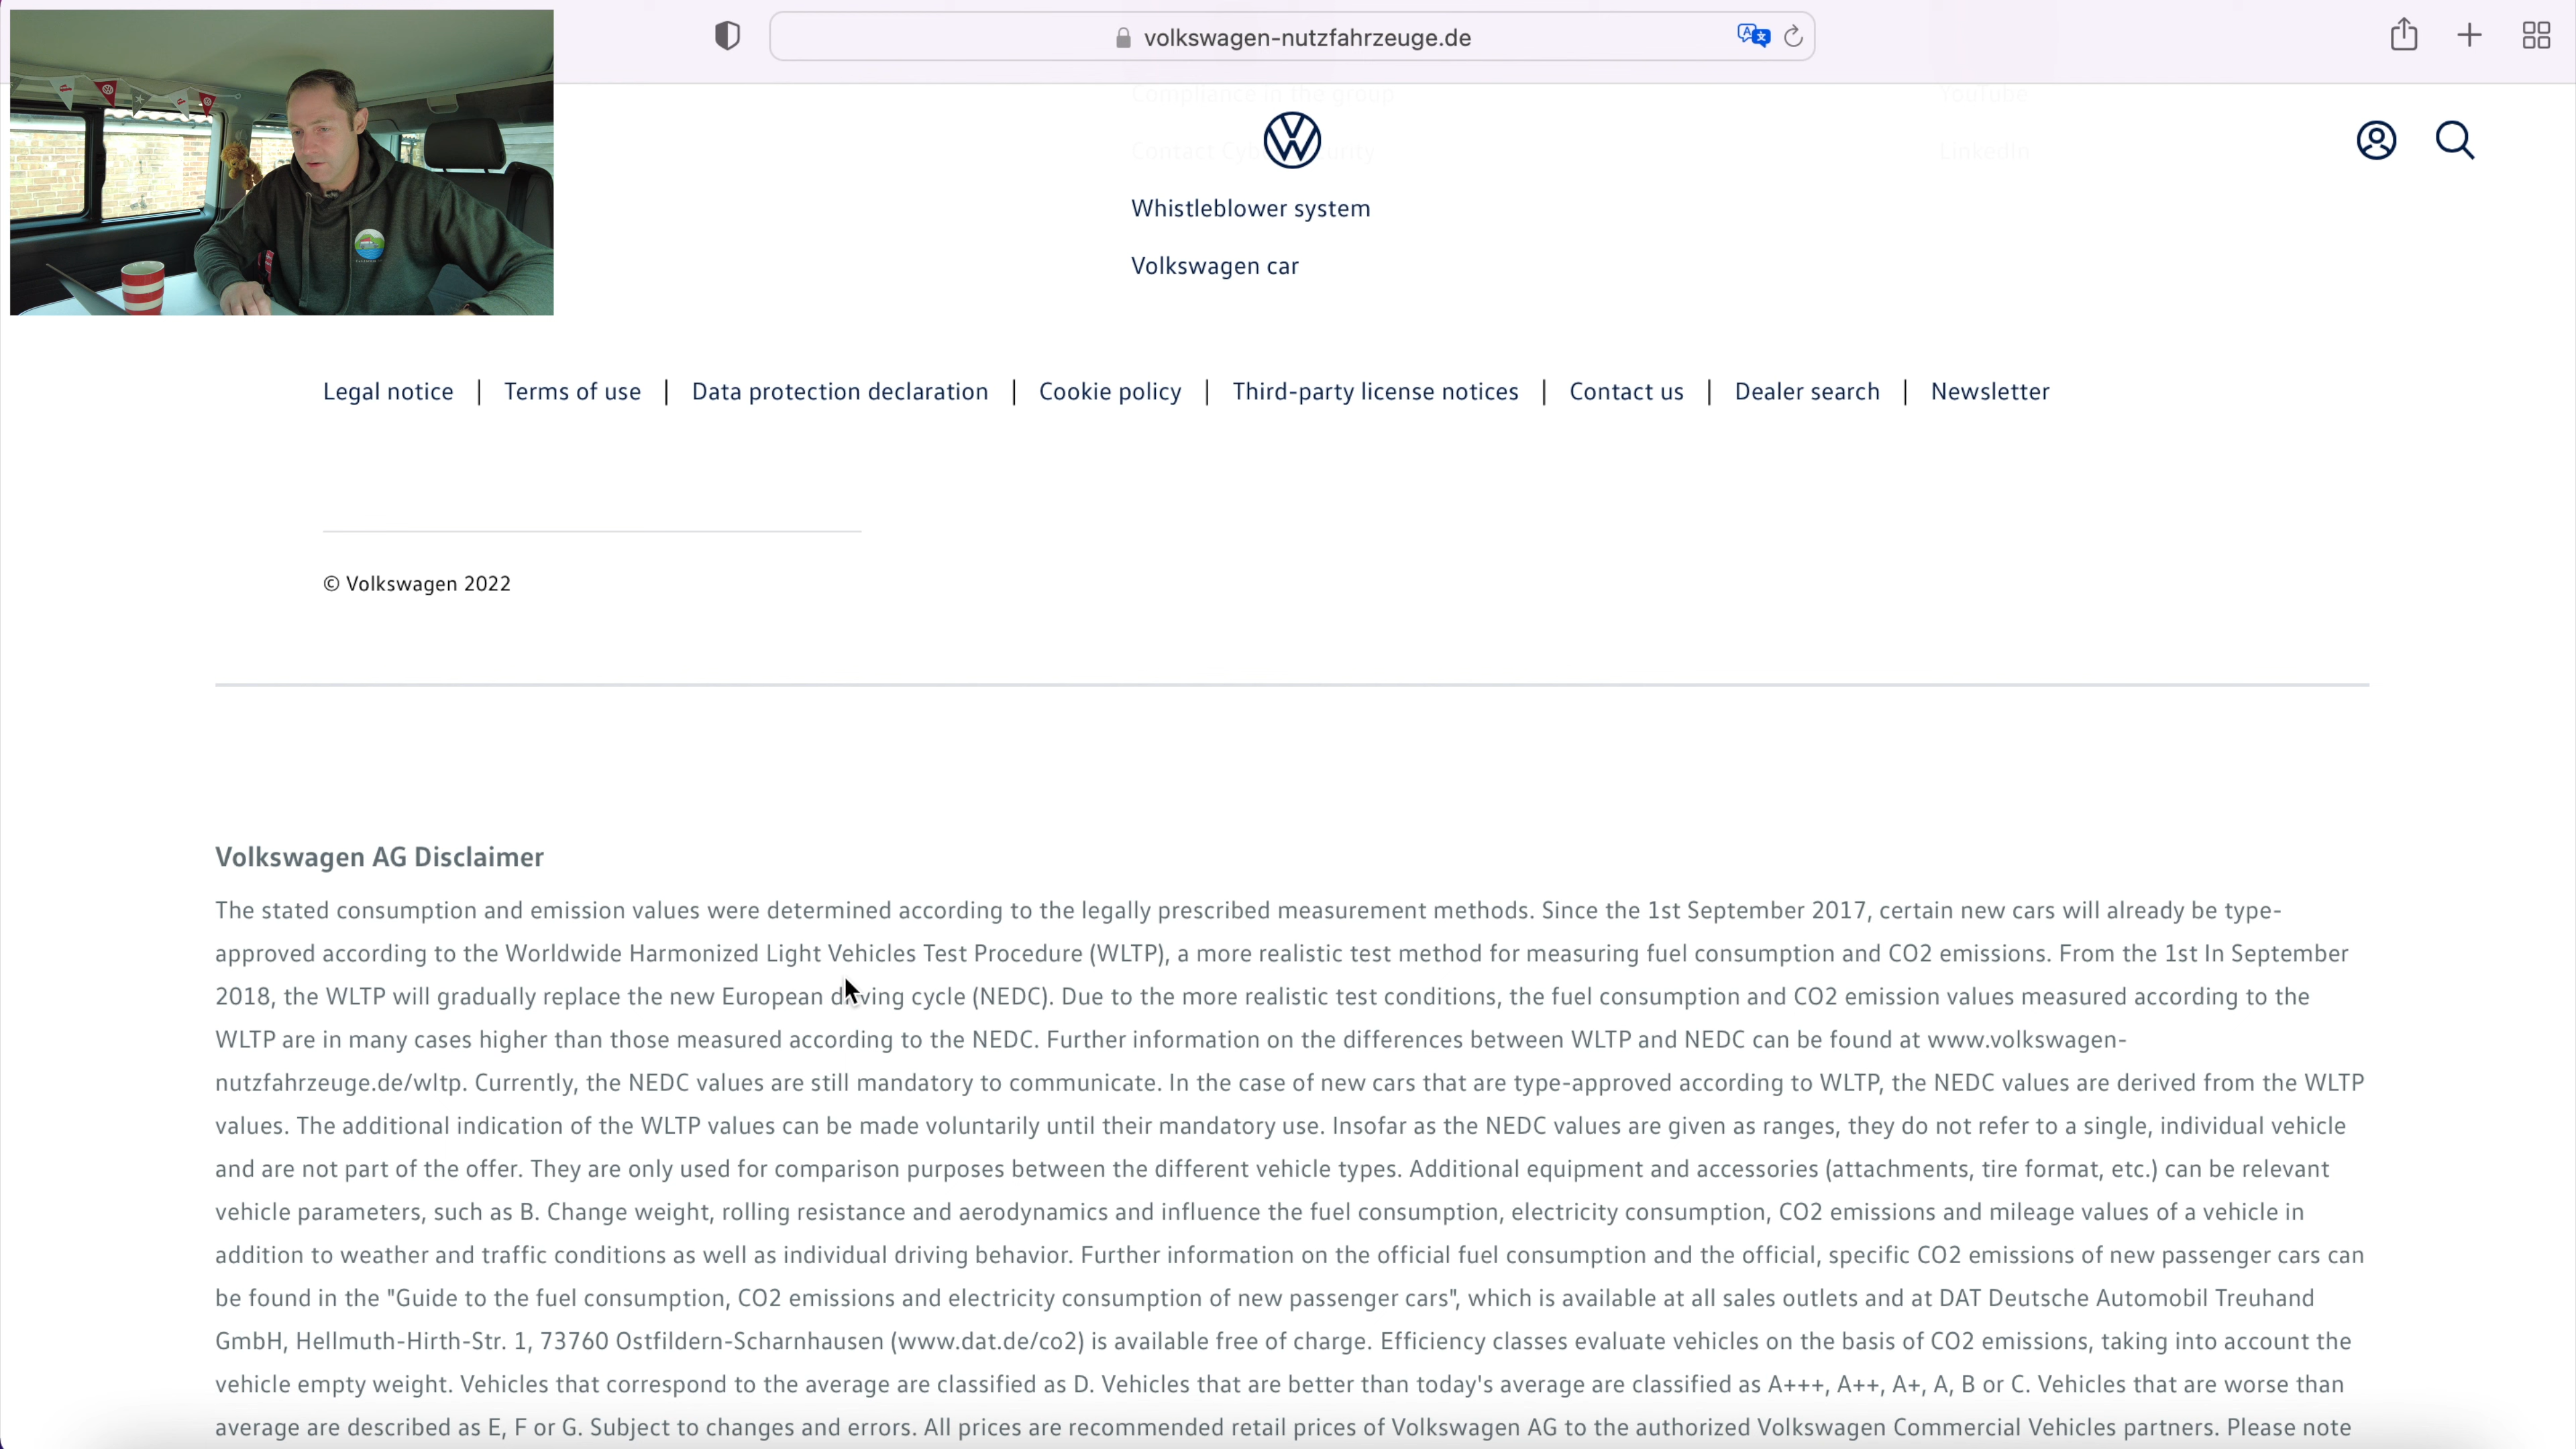 volkswagen-nutzfahrzeuge.de
Compliance in the group
YouTube
Contact Cyb urity
LinkedIn
Whistleblower system
Volkswagen car
Legal notice | Terms of use | Data protection declaration | Cookie policy | Third-party license notices | Contact us | Dealer search | Newsletter
© Volkswagen 2022
Volkswagen AG Disclaimer
The stated consumption and emission values were determined according to the legally prescribed measurement methods. Since the 1st September 2017, certain new cars will already be type-
approved according to the Worldwide Harmonized Light Vehicles Test Procedure (WLTP), a more realistic test method for measuring fuel consumption and CO2 emissions. From the 1st In September
2018, the WLTP will gradually replace the new European driving cycle (NEDC). Due to the more realistic test conditions, the fuel consumption and CO2 emission values measured according to the
WLTP are in many cases higher than those measured according to the NEDC. Further information on the differences between WLTP and NEDC can be found at www.volkswagen-
nutzfahrzeuge.de/wltp. Currently, the NEDC values are still mandatory to communicate. In the case of new cars that are type-approved according to WLTP, the NEDC values are derived from the WLTP
values. The additional indication of the WLTP values can be made voluntarily until their mandatory use. Insofar as the NEDC values are given as ranges, they do not refer to a single, individual vehicle
and are not part of the offer. They are only used for comparison purposes between the different vehicle types. Additional equipment and accessories (attachments, tire format, etc.) can be relevant
vehicle parameters, such as B. Change weight, rolling resistance and aerodynamics and influence the fuel consumption, electricity consumption, CO2 emissions and mileage values of a vehicle in
addition to weather and traffic conditions as well as individual driving behavior. Further information on the official fuel consumption and the official, specific CO2 emissions of new passenger cars can
be found in the "Guide to the fuel consumption, CO2 emissions and electricity consumption of new passenger cars", which is available at all sales outlets and at DAT Deutsche Automobil Treuhand
GmbH, Hellmuth-Hirth-Str. 1, 73760 Ostfildern-Scharnhausen (www.dat.de/co2) is available free of charge. Efficiency classes evaluate vehicles on the basis of CO2 emissions, taking into account the
vehicle empty weight. Vehicles that correspond to the average are classified as D. Vehicles that are better than today's average are classified as A+++, A++, A+, A, B or C. Vehicles that are worse than
average are described as E, F or G. Subject to changes and errors. All prices are recommended retail prices of Volkswagen AG to the authorized Volkswagen Commercial Vehicles partners. Please note